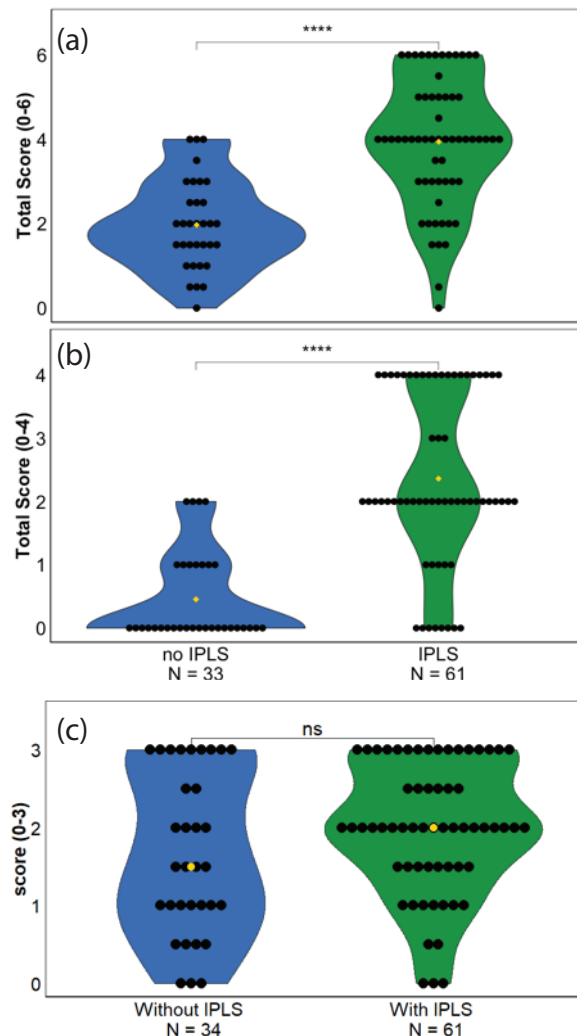 (a)
****
Total Score (0-6)
6
4
2
0
(b)
****
Total Score (0-4)
4
3
2
1
0
no IPLS
N = 33
IPLS
N = 61
(c)
ns
score (0-3)
3
2
1
0
Without IPLS
N = 34
With IPLS
N = 61